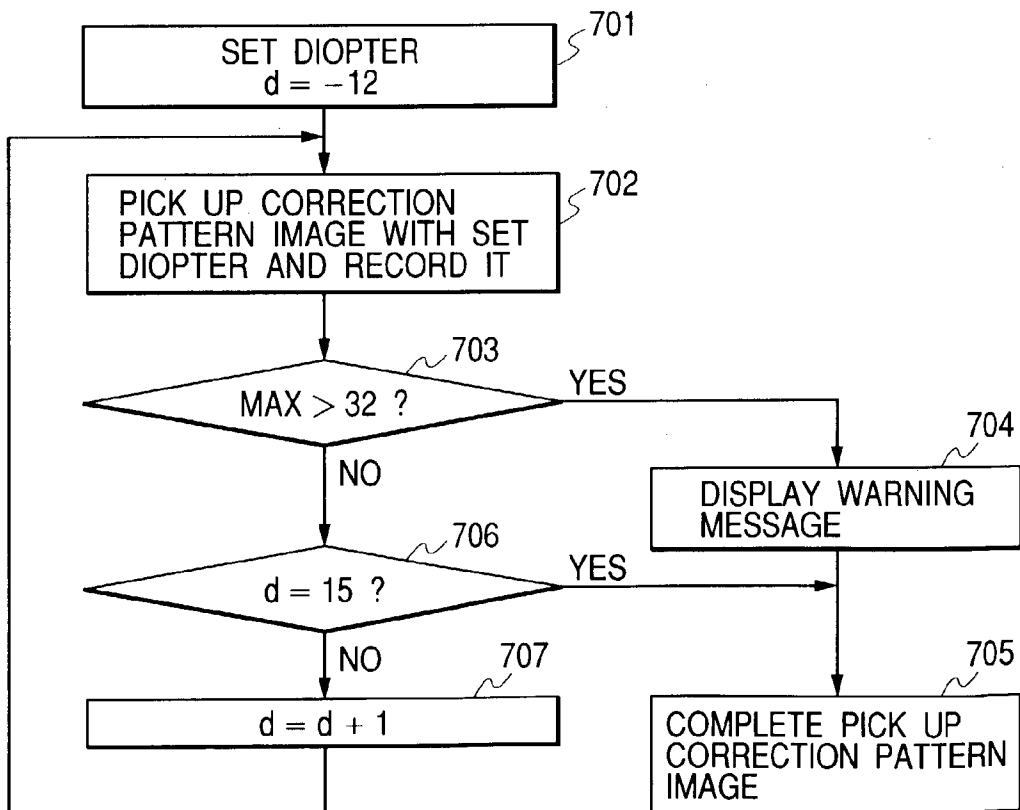 701
SET DIOPTER
d = −12
702
PICK UP CORRECTION
PATTERN IMAGE WITH SET
DIOPTER AND RECORD IT
703
MAX > 32 ?
YES
NO
704
DISPLAY WARNING
MESSAGE
706
d = 15 ?
YES
NO
707
d = d + 1
705
COMPLETE PICK UP
CORRECTION PATTERN
IMAGE